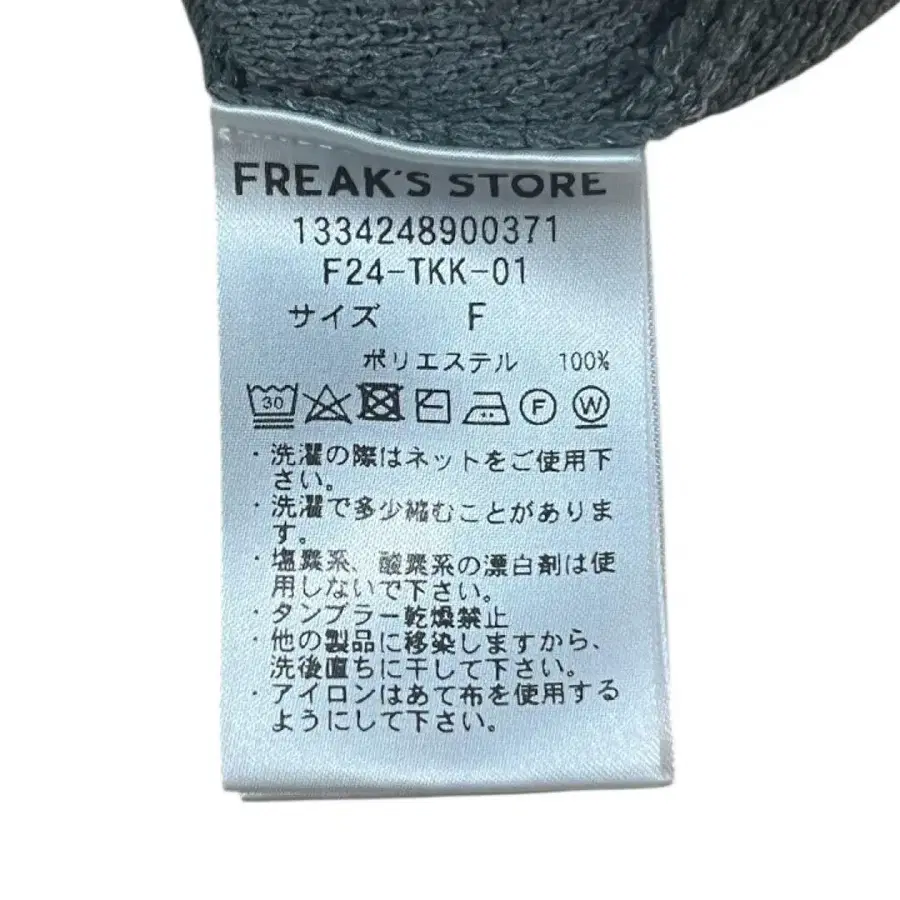 FREAK'S STORE
1334248900371
F24-TKK-01
サイズ F
ポリエステル 100%
30 F W
・洗濯の際はネットをご使用下
さい。
・洗濯で多少縮むことがありま
す。
・塩素系、酸素系の漂白剤は使
用しないで下さい。
・タンブラー乾燥禁止
・他の製品に移染しますから、
洗後直ちに干して下さい。
・アイロンはあて布を使用する
ようにして下さい。